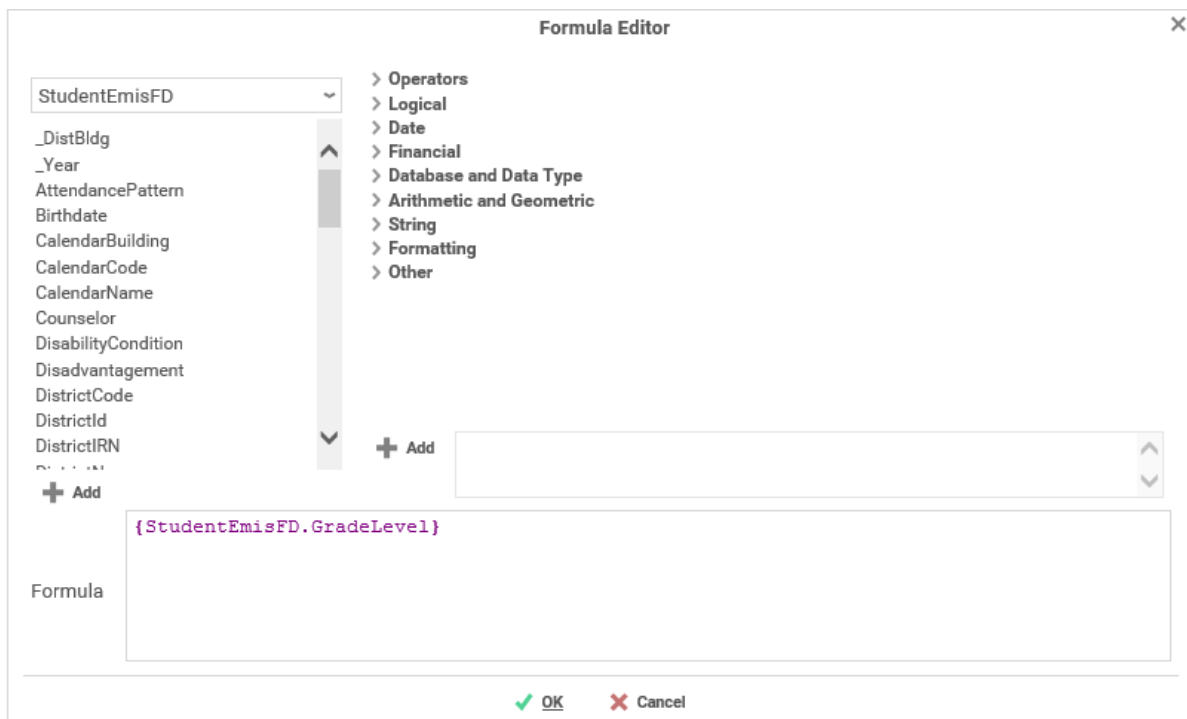 Formula Editor
StudentEmisFD
_DistBldg
_Year
AttendancePattern
Birthdate
CalendarBuilding
CalendarCode
CalendarName
Counselor
DisabilityCondition
Disadvantagement
DistrictCode
DistrictId
DistrictIRN
Add
Operators
Logical
Date
Financial
Database and Data Type
Arithmetic and Geometric
String
Formatting
Other
Add
Formula
{StudentEmisFD.GradeLevel}
OK
Cancel